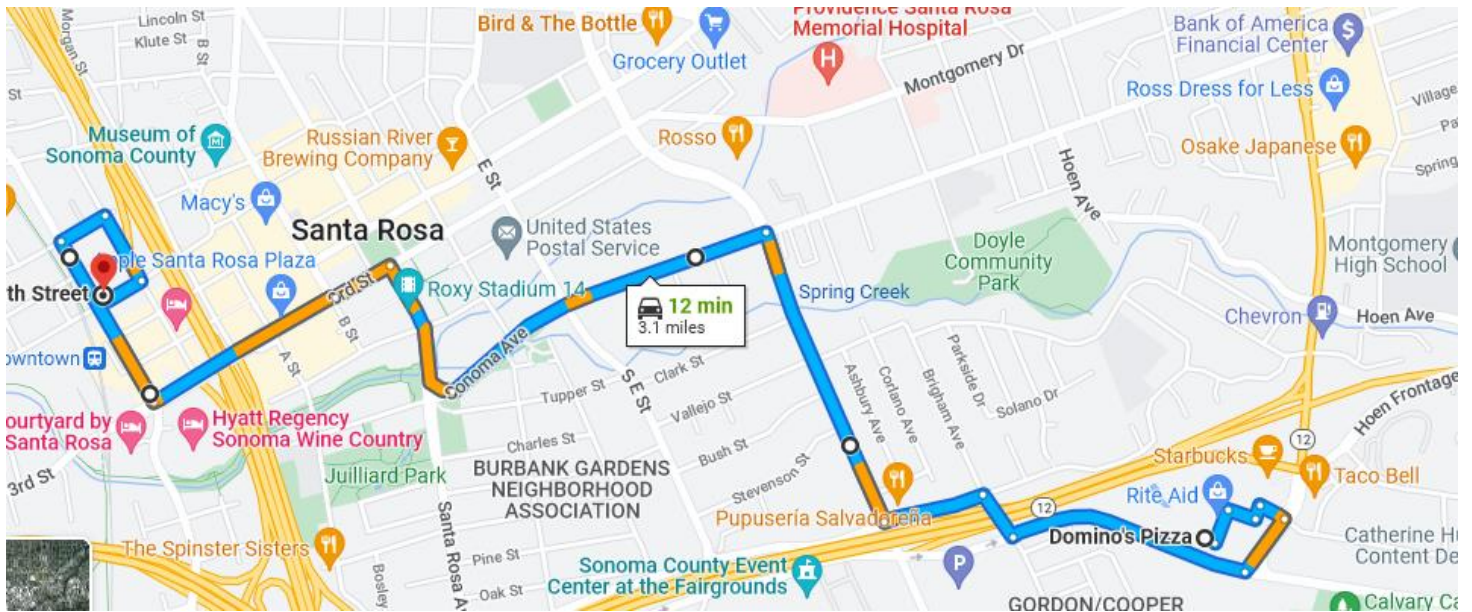 Lincoln St
Klute St
Morgan St
B St
St
Bird & The Bottle
Grocery Outlet
Providence Santa Rosa
Memorial Hospital
H
Montgomery Dr
Bank of America
Financial Center
Ross Dress for Less
Village
Osake Japanese
Spring
Museum of
Sonoma County
Russian River
Brewing Company
E St
Rosso
Hoen Ave
Macy's
Santa Rosa
United States
Postal Service
Doyle
Community
Park
Montgomery
High School
ple Santa Rosa Plaza
th Street
3rd St
Roxy Stadium 14
12 min
3.1 miles
Spring Creek
Chevron
Hoen Ave
owntown
B St
A St
Sonoma Ave
Tupper St
S E St
Clark St
Vallejo St
Ashbury Ave
Corlano Ave
Brigham Ave
Parkside Dr
Solano Dr
Hoen Frontage
ourtyard by
Santa Rosa
Hyatt Regency
Sonoma Wine Country
Charles St
Bush St
12
3rd St
Juilliard Park
BURBANK GARDENS
NEIGHBORHOOD
ASSOCIATION
Stevenson St
Starbucks
Taco Bell
Rite Aid
Santa Rosa Av
Pupusería Salvadoreña
12
Domino's Pizza
Catherine Hu
Content De
The Spinster Sisters
Pine St
Bosley
Oak St
Sonoma County Event
Center at the Fairgrounds
P
GORDON/COOPER
Calvary Ca